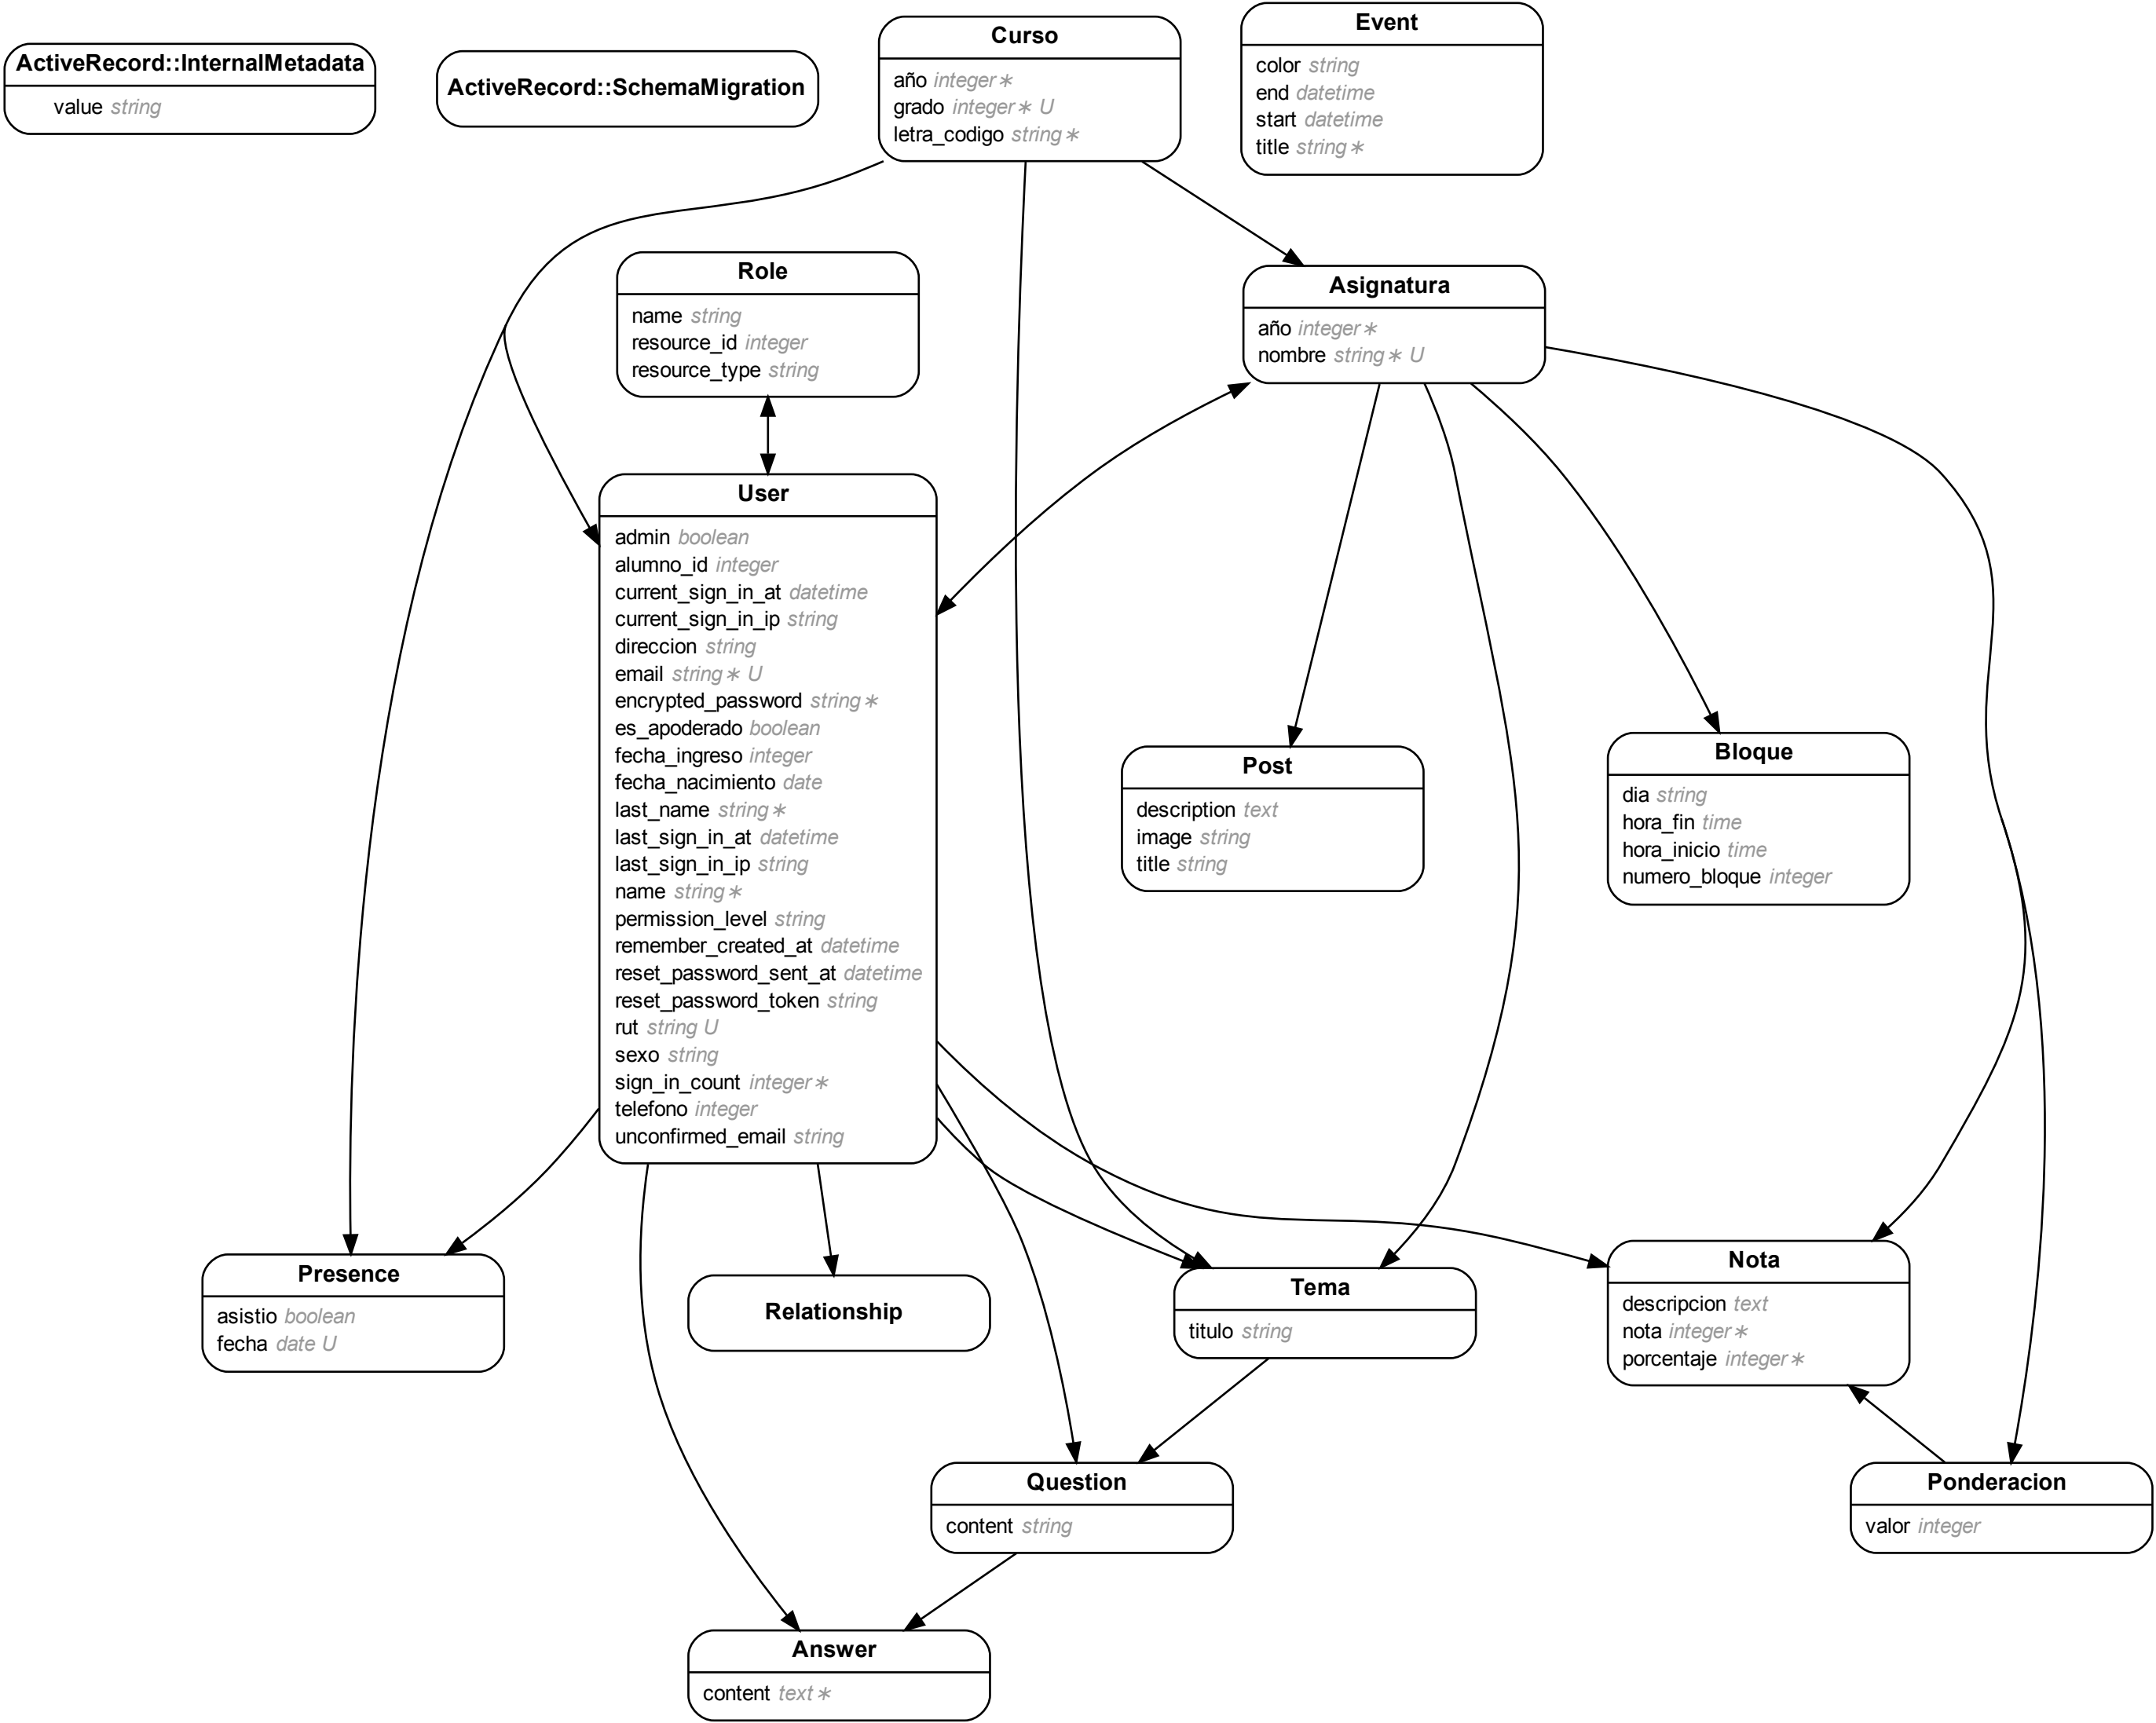 ActiveRecord::InternalMetadata
value string
ActiveRecord::SchemaMigration
Curso
año integer∗
grado integer∗ U
letra_codigo string∗
Event
color string
end datetime
start datetime
title string∗
Role
name string
resource_id integer
resource_type string
Asignatura
año integer∗
nombre string∗ U
User
admin boolean
alumno_id integer
current_sign_in_at datetime
current_sign_in_ip string
direccion string
email string∗ U
encrypted_password string∗
es_apoderado boolean
fecha_ingreso integer
fecha_nacimiento date
last_name string∗
last_sign_in_at datetime
last_sign_in_ip string
name string∗
permission_level string
remember_created_at datetime
reset_password_sent_at datetime
reset_password_token string
rut string U
sexo string
sign_in_count integer∗
telefono integer
unconfirmed_email string
Post
description text
image string
title string
Bloque
dia string
hora_fin time
hora_inicio time
numero_bloque integer
Presence
asistio boolean
fecha date U
Relationship
Tema
titulo string
Nota
descripcion text
nota integer∗
porcentaje integer∗
Question
content string
Ponderacion
valor integer
Answer
content text∗